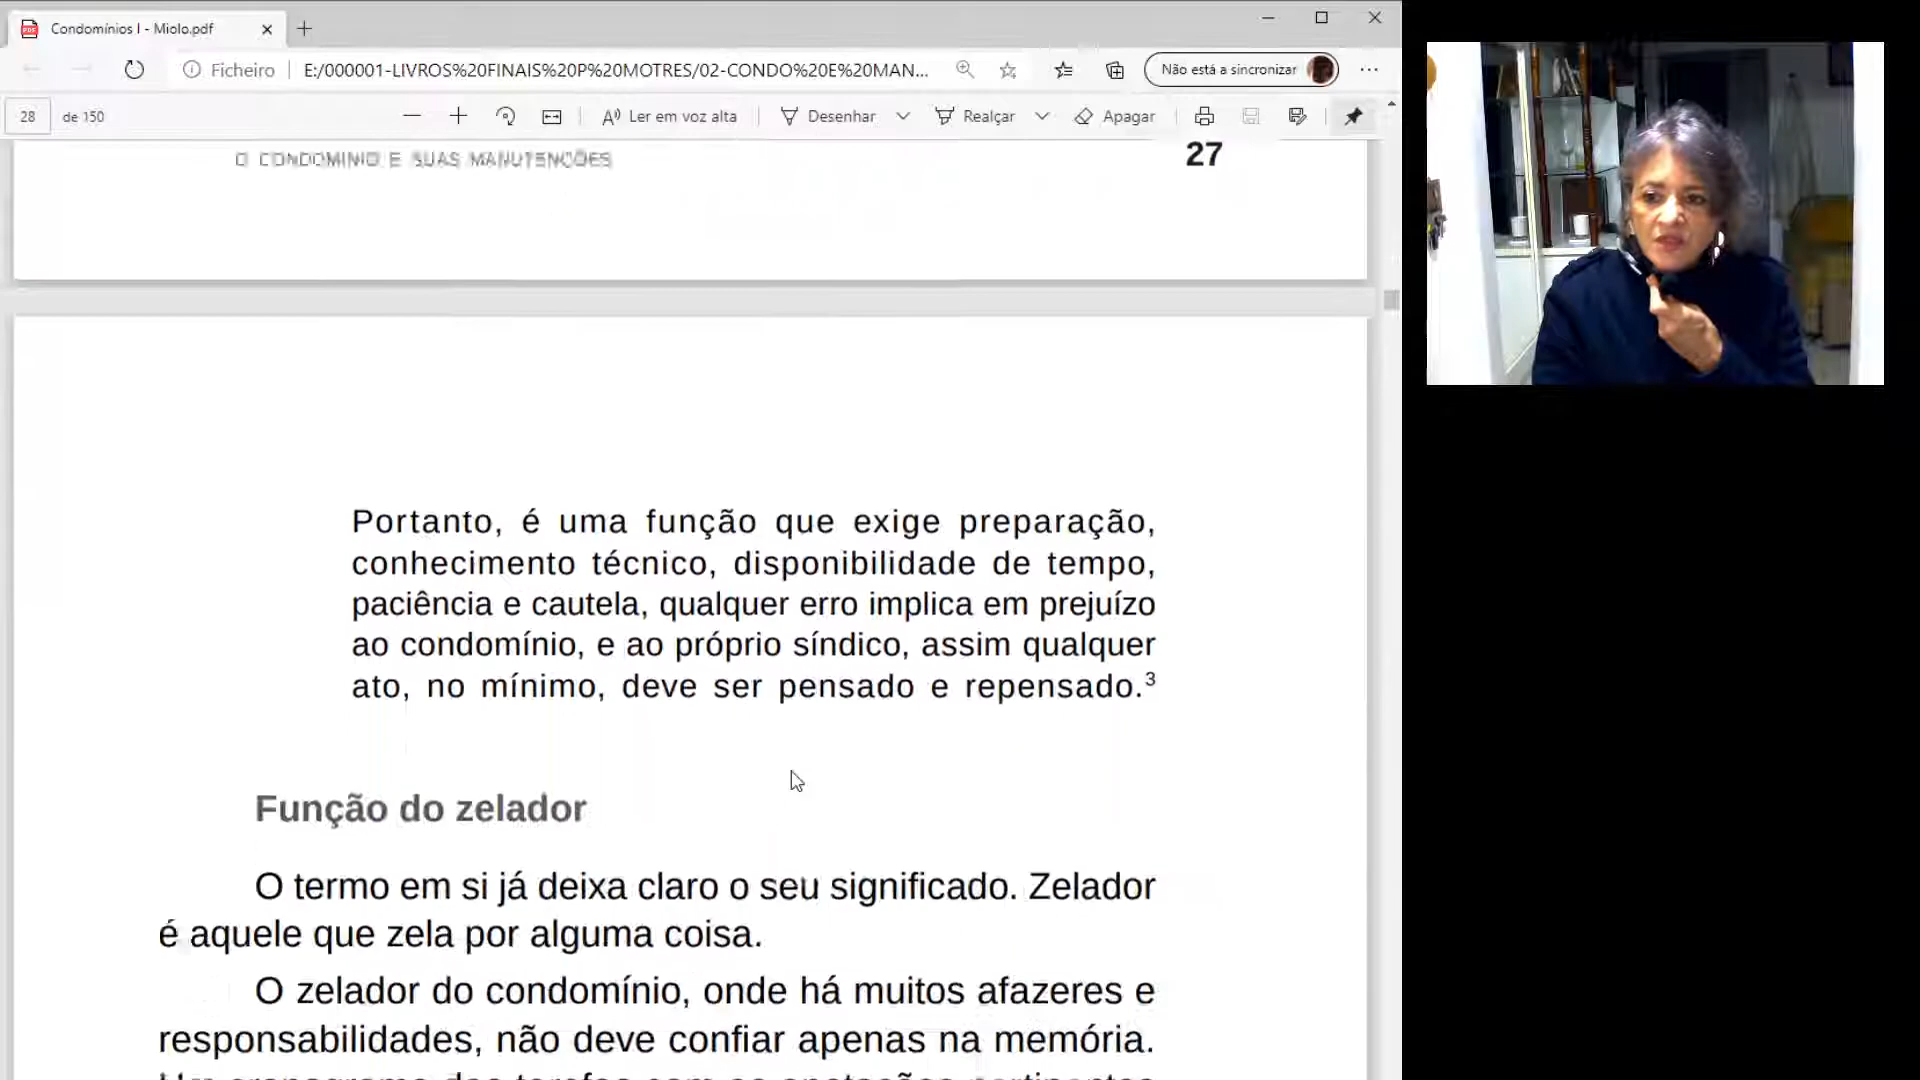 Condomínios I - Miolo.pdf
Ficheiro
E:/000001-LIVROS%20FINAIS%20P%20MOTRES/02-CONDO%20E%20MAN...
Não está a sincronizar
28 de 150
Ler em voz alta
Desenhar
Realçar
Apagar
O CONDOMÍNIO E SUAS MANUTENÇÕES
27
Portanto, é uma função que exige preparação,
conhecimento técnico, disponibilidade de tempo,
paciência e cautela, qualquer erro implica em prejuízo
ao condomínio, e ao próprio síndico, assim qualquer
ato, no mínimo, deve ser pensado e repensado.³
Função do zelador
O termo em si já deixa claro o seu significado. Zelador
é aquele que zela por alguma coisa.
O zelador do condomínio, onde há muitos afazeres e
responsabilidades, não deve confiar apenas na memória.